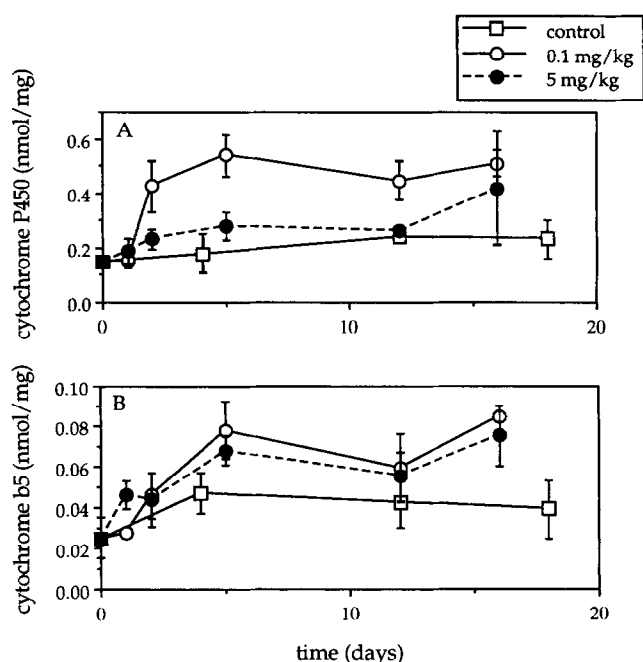 control
0.1 mg/kg
5 mg/kg
A
cytochrome P450 (nmol/mg)
0.6
0.4
0.2
0.0
0
10
20
B
cytochrome b5 (nmol/mg)
0.10
0.08
0.06
0.04
0.02
0.00
0
10
20
time (days)